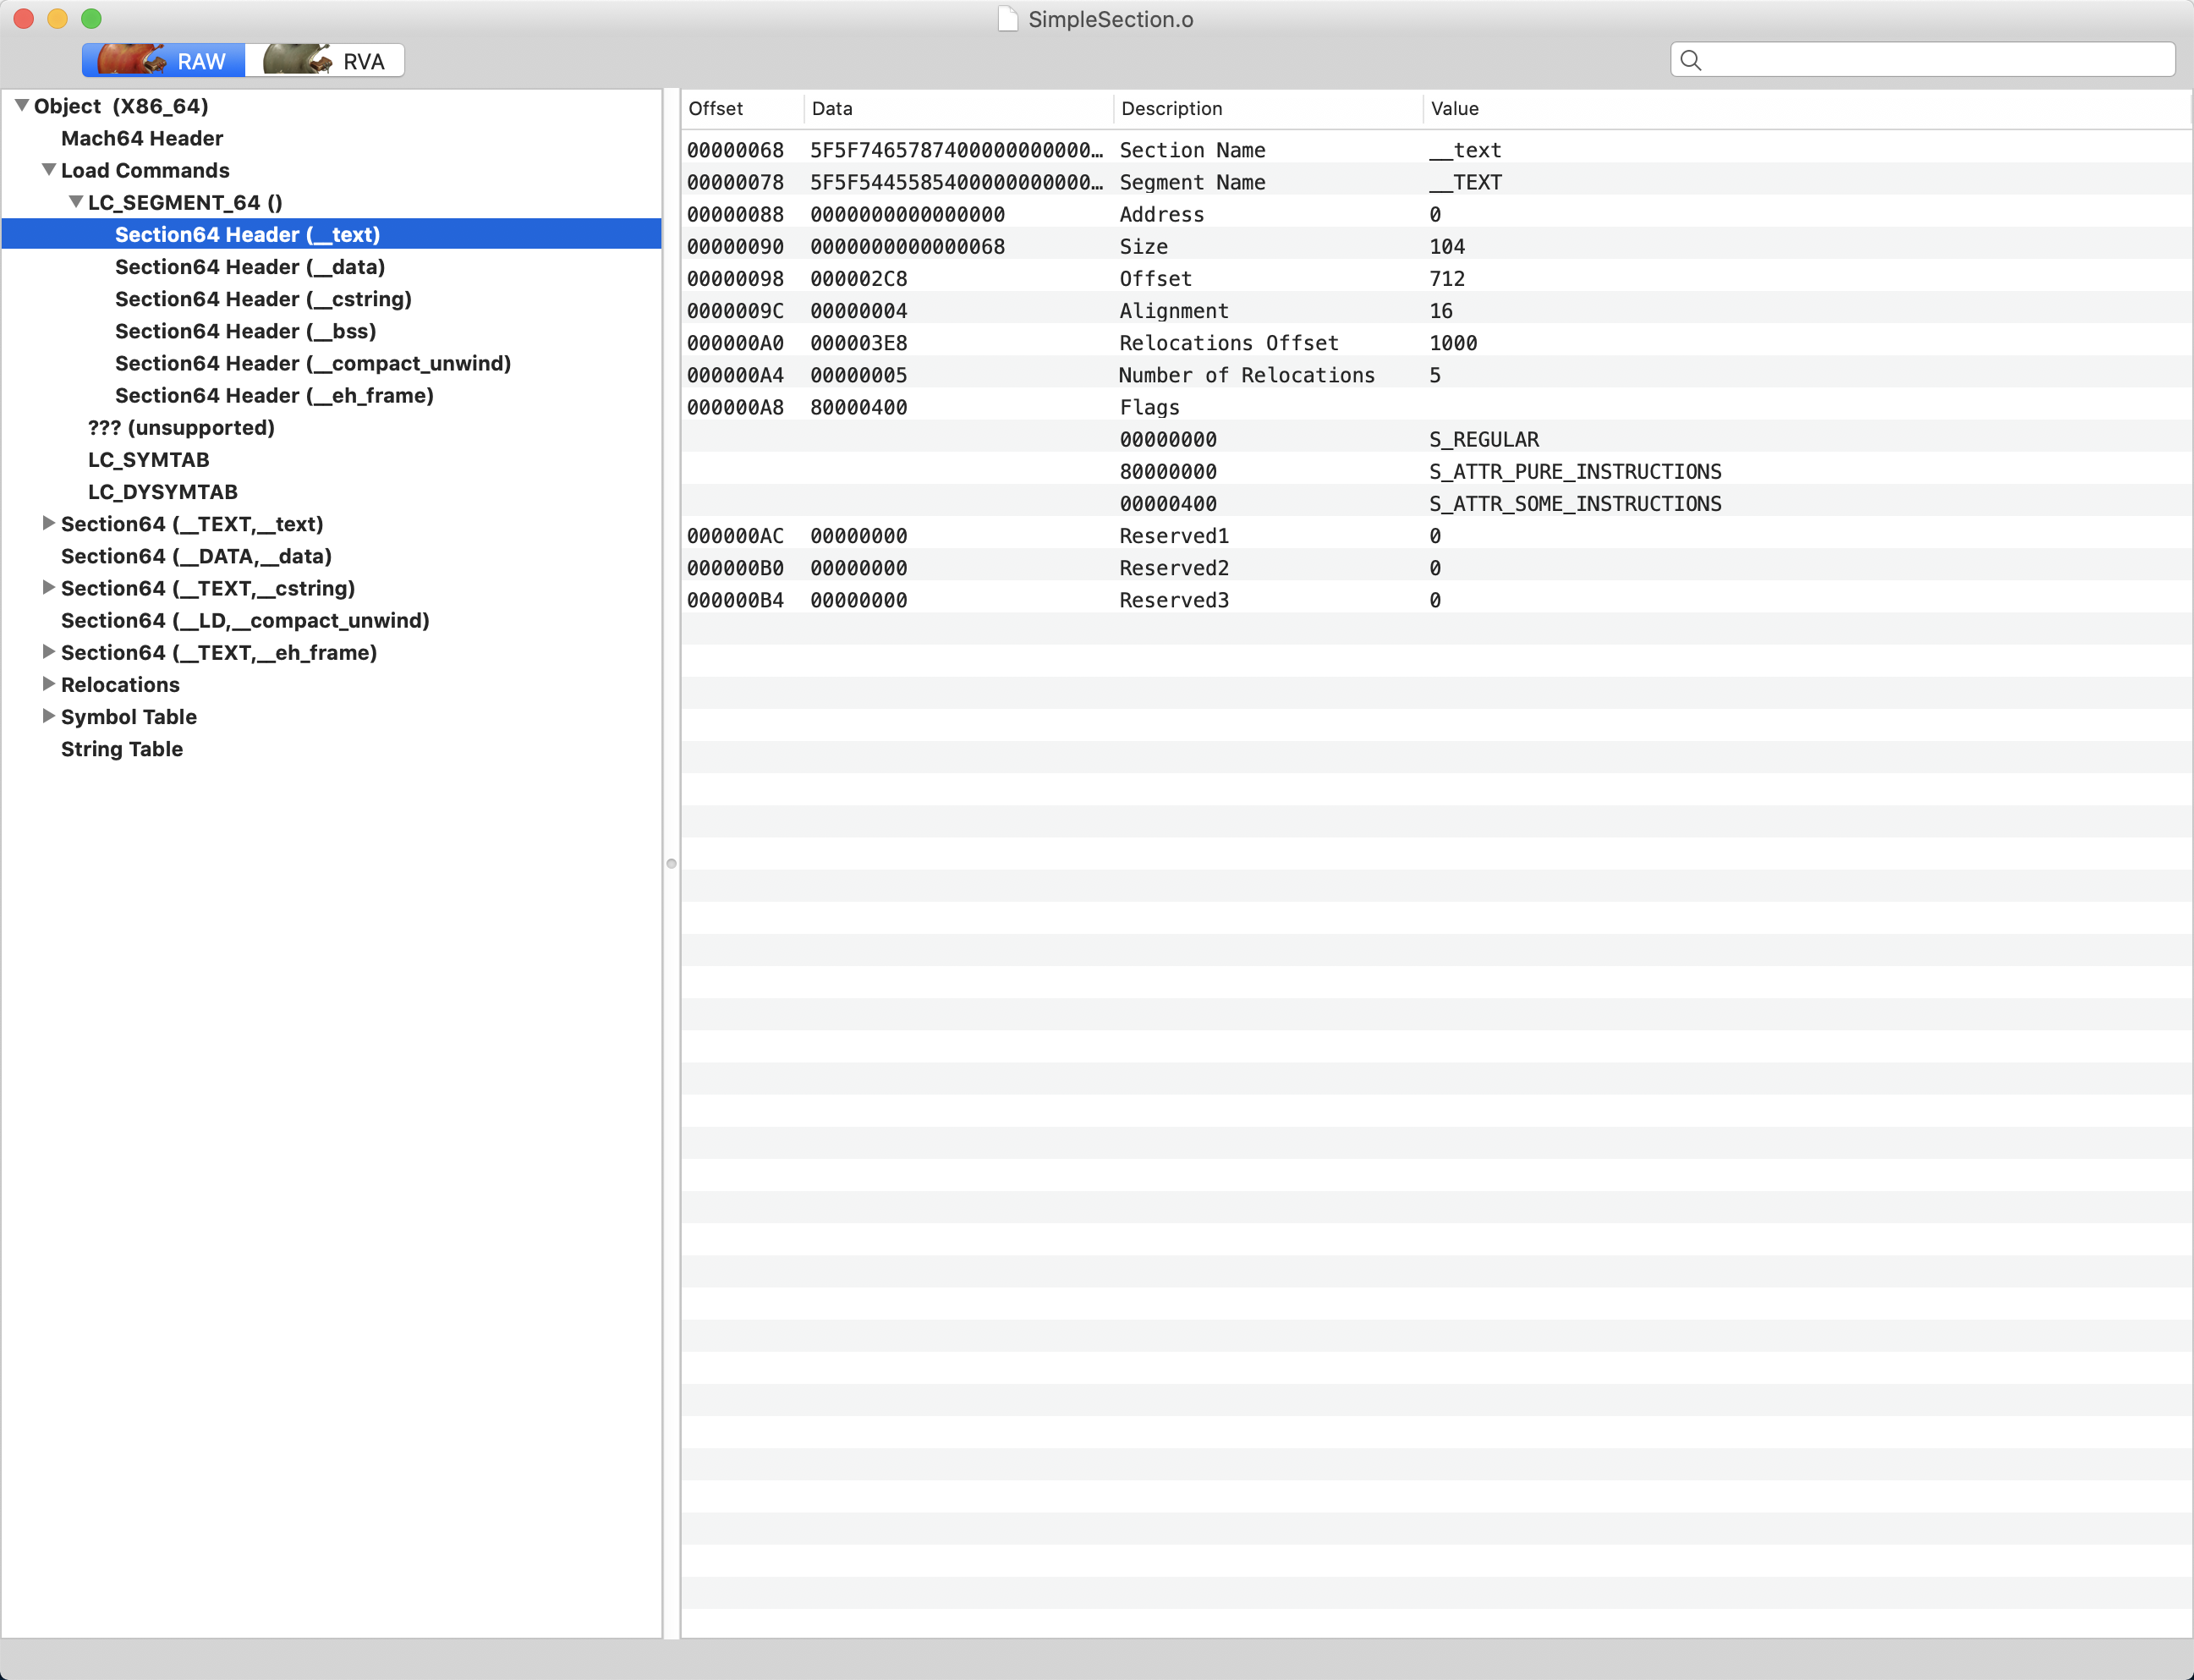 SimpleSection.o
RAW RVA
Object (X86_64)
Mach64 Header
Load Commands
LC_SEGMENT_64 ()
Section64 Header (__text)
Section64 Header (__data)
Section64 Header (__cstring)
Section64 Header (__bss)
Section64 Header (__compact_unwind)
Section64 Header (__eh_frame)
??? (unsupported)
LC_SYMTAB
LC_DYSYMTAB
Section64 (__TEXT,__text)
Section64 (__DATA,__data)
Section64 (__TEXT,__cstring)
Section64 (__LD,__compact_unwind)
Section64 (__TEXT,__eh_frame)
Relocations
Symbol Table
String Table
Offset Data Description Value
00000068 5F5F7465787400000000000… Section Name __text
00000078 5F5F5445585400000000000… Segment Name __TEXT
00000088 0000000000000000 Address 0
00000090 0000000000000068 Size 104
00000098 000002C8 Offset 712
0000009C 00000004 Alignment 16
000000A0 000003E8 Relocations Offset 1000
000000A4 00000005 Number of Relocations 5
000000A8 80000400 Flags
00000000 S_REGULAR
80000000 S_ATTR_PURE_INSTRUCTIONS
00000400 S_ATTR_SOME_INSTRUCTIONS
000000AC 00000000 Reserved1 0
000000B0 00000000 Reserved2 0
000000B4 00000000 Reserved3 0